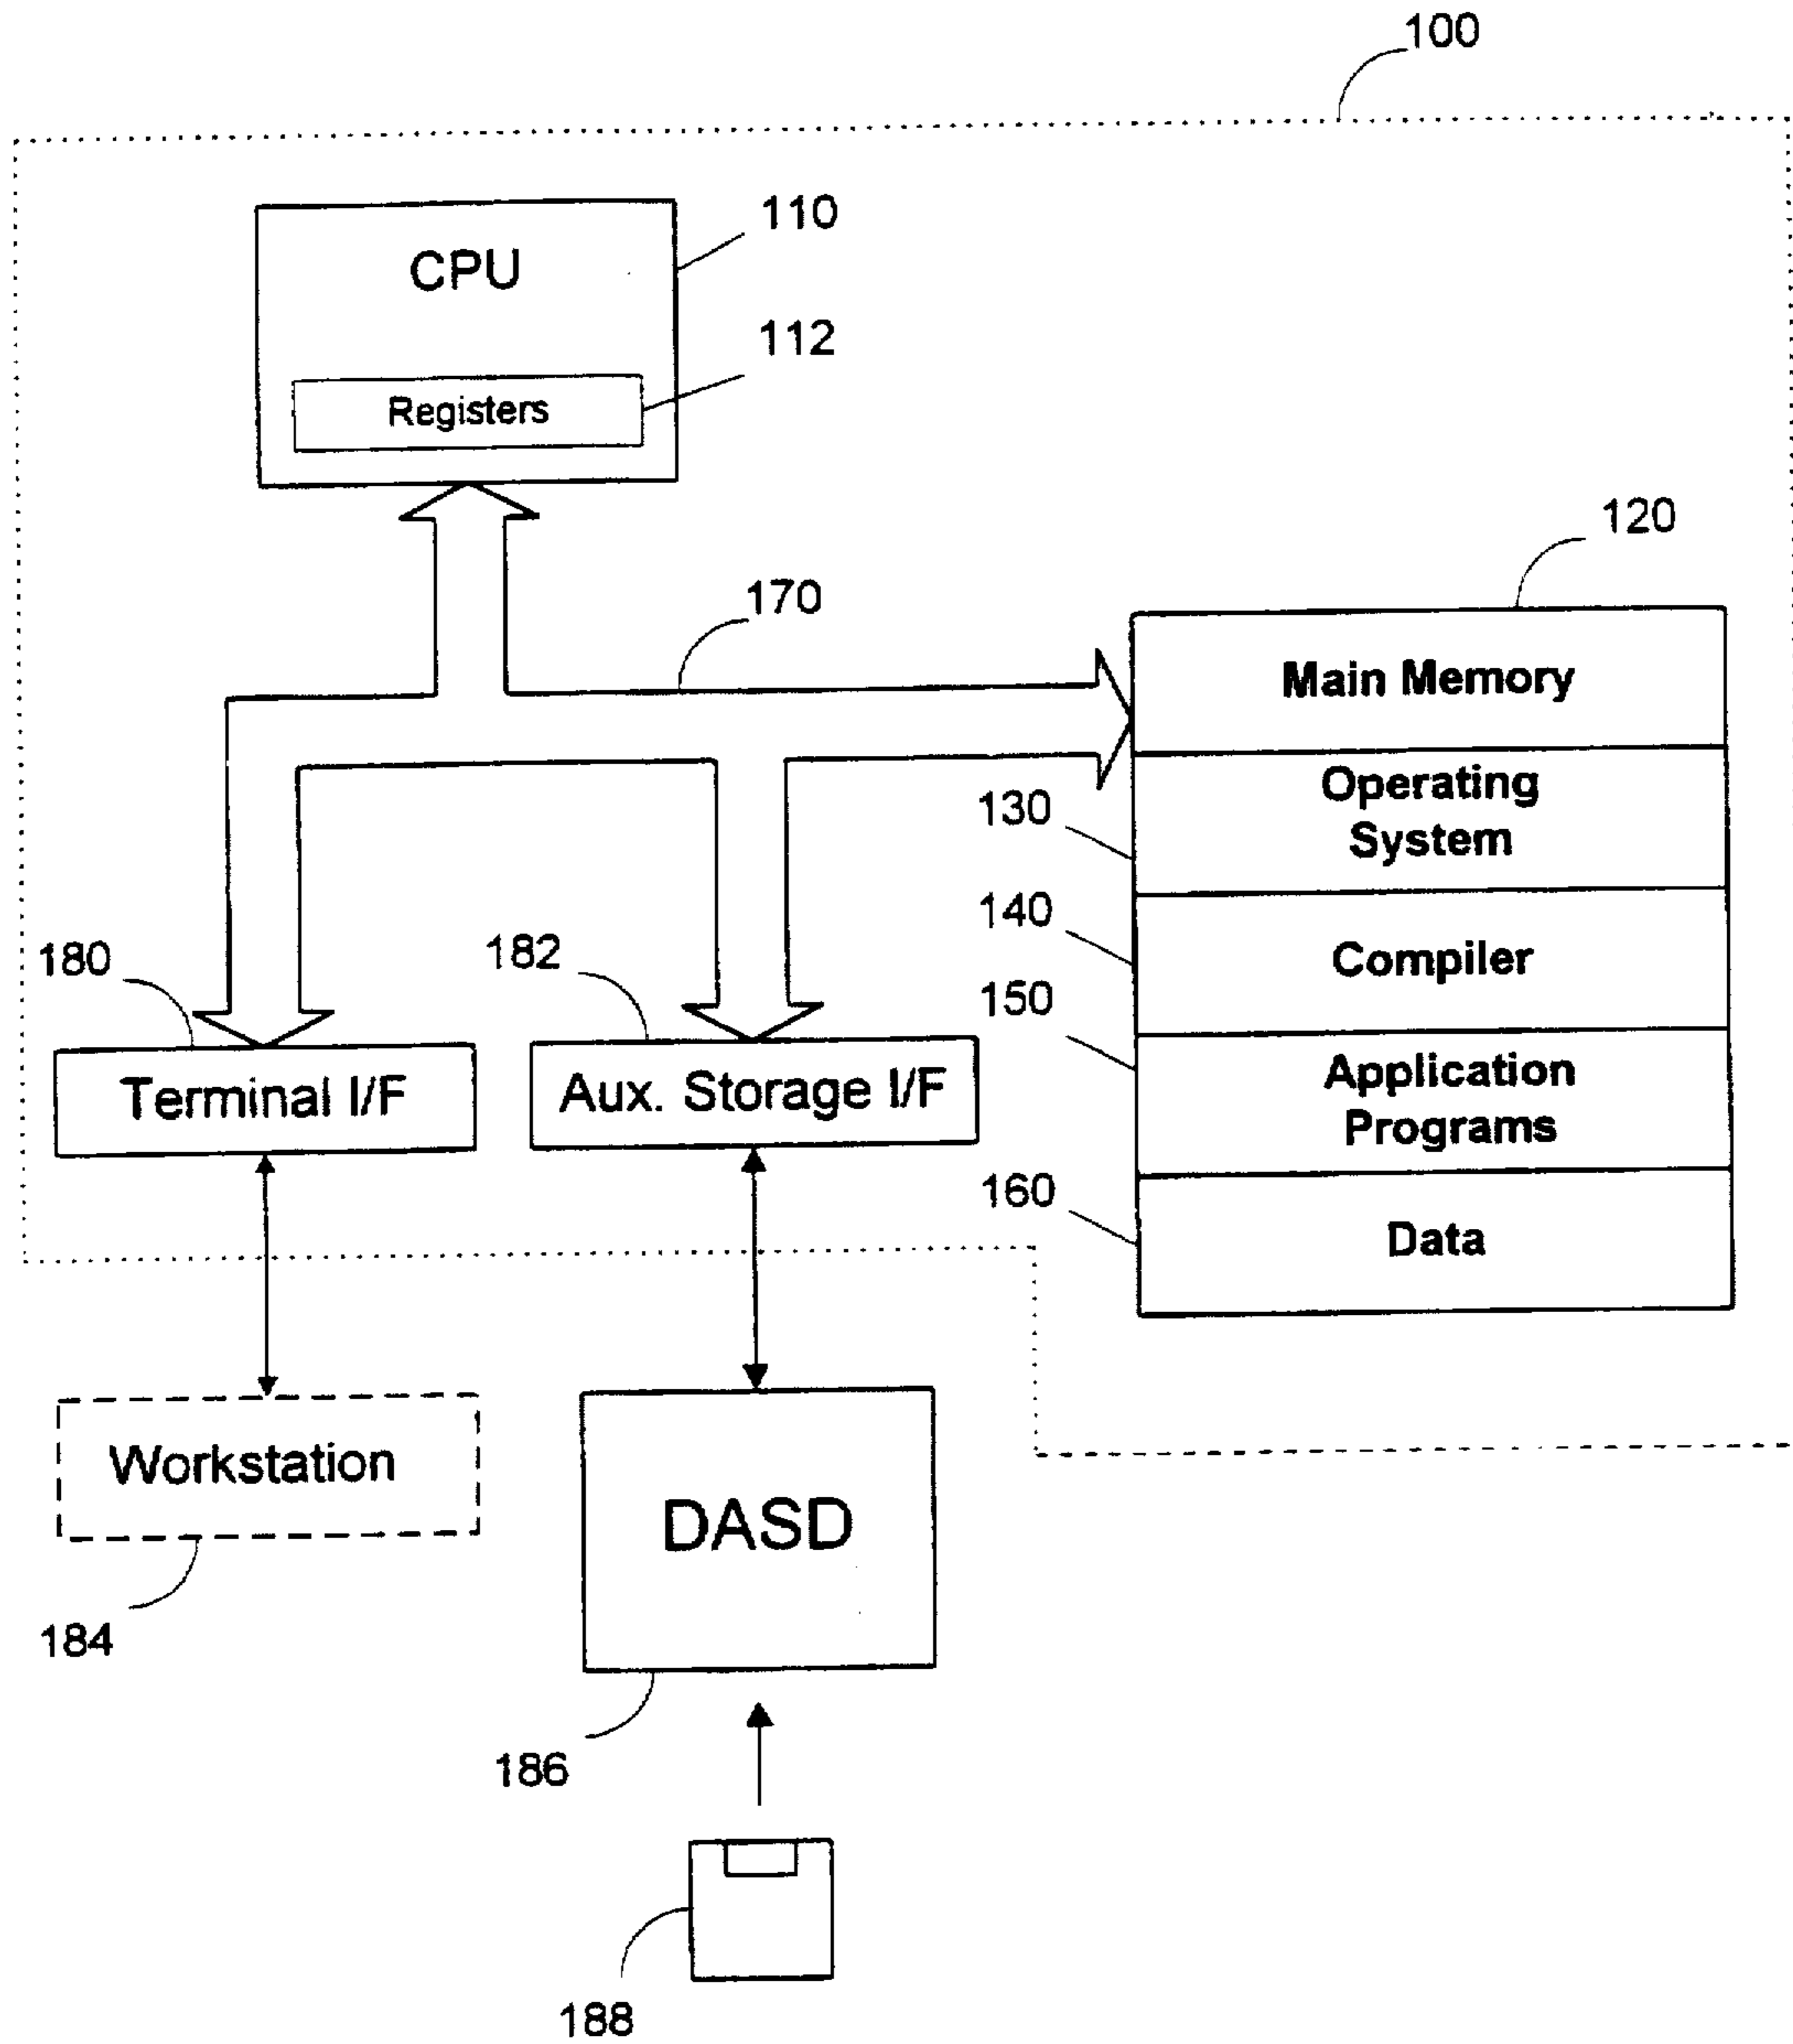 100
110
CPU
112
Registers
120
170
Main Memory
130
Operating
System
140
Compiler
180
182
150
Terminal I/F
Aux. Storage I/F
Application
Programs
160
Data
Workstation
DASD
184
186
188